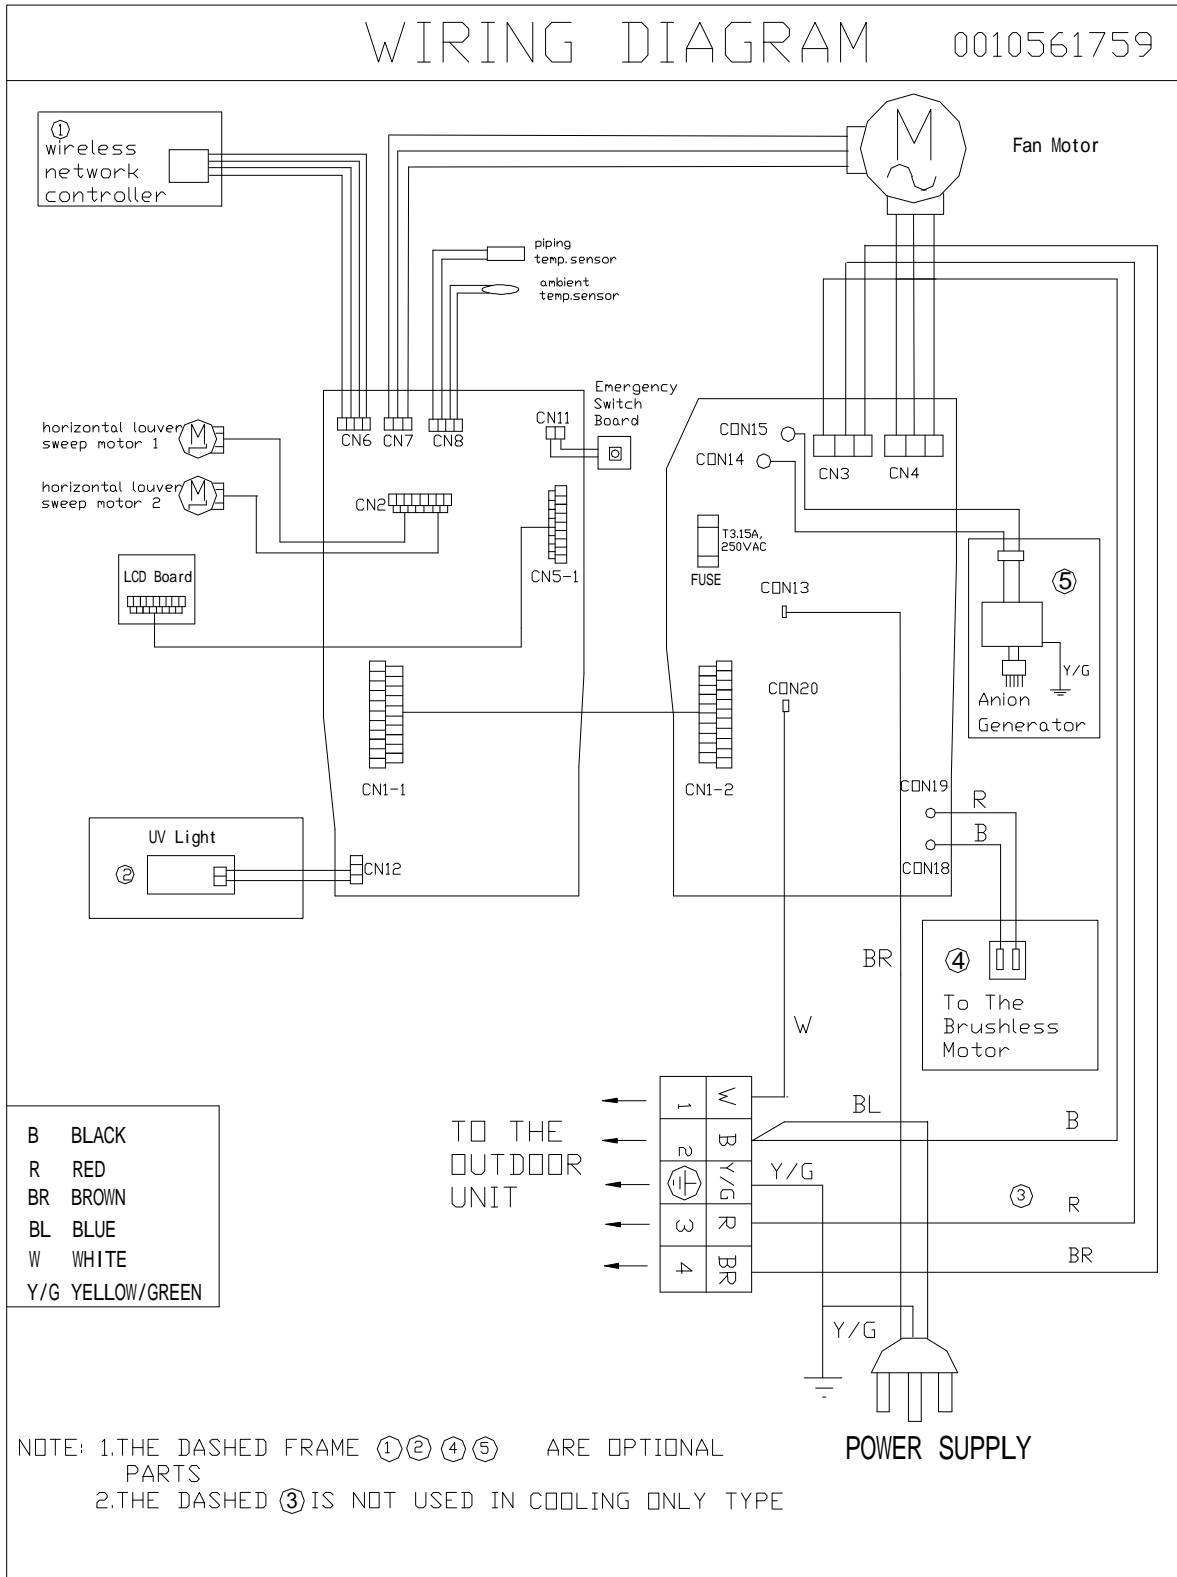 WIRING DIAGRAM 0010561759
1
wireless
network
controller
M
Fan Motor
piping
temp.sensor
ambient
temp.sensor
Emergency
Switch
Board
CN6 CN7 CN8
CN11
horizontal louver
sweep motor 1
M
horizontal louver
sweep motor 2
M
CN2
CN5-1
LCD Board
CON15
CON14
CN3 CN4
T3.15A,
250VAC
FUSE
CON13
CON20
5
Y/G
Anion
Generator
CN1-1
CN1-2
CON19
R
B
CON18
UV Light
2
CN12
BR
4
To The
Brushless
Motor
W
TO THE
OUTDOOR
UNIT
1 W
2 B
Y/G
3 R
4 BR
BL
B
Y/G
3
R
BR
Y/G
B BLACK
R RED
BR BROWN
BL BLUE
W WHITE
Y/G YELLOW/GREEN
POWER SUPPLY
NOTE: 1.THE DASHED FRAME 1 2 4 5 ARE OPTIONAL
PARTS
2.THE DASHED 3 IS NOT USED IN COOLING ONLY TYPE